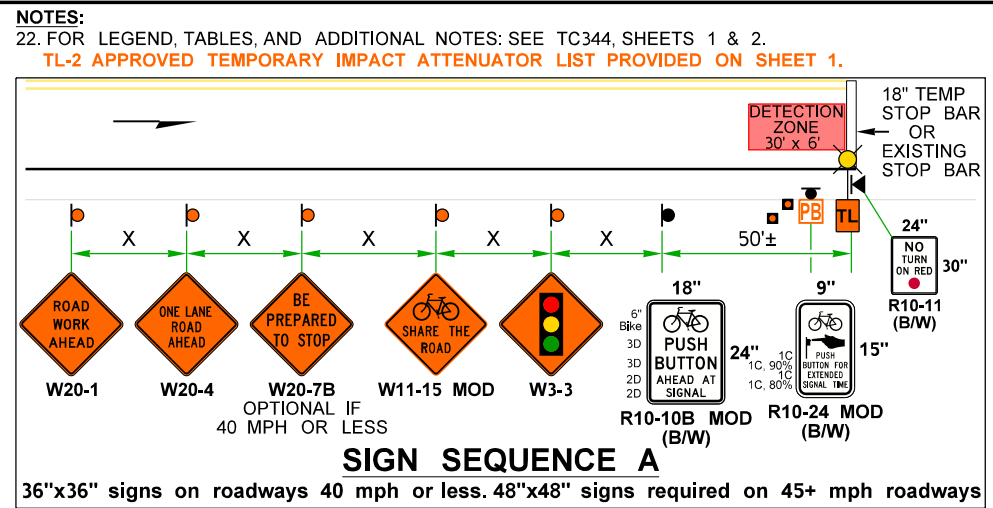 NOTES:
22. FOR LEGEND, TABLES, AND ADDITIONAL NOTES: SEE TC344, SHEETS 1 & 2.
TL-2 APPROVED TEMPORARY IMPACT ATTENUATOR LIST PROVIDED ON SHEET 1.
DETECTION
ZONE
30' x 6'
18" TEMP
STOP BAR
OR
EXISTING
STOP BAR
X
X
X
X
X
50'±
PB
TL
ROAD
WORK
AHEAD
W20-1
ONE LANE
ROAD
AHEAD
W20-4
BE
PREPARED
TO STOP
W20-7B
OPTIONAL IF
40 MPH OR LESS
SHARE THE
ROAD
W11-15 MOD
W3-3
18"
6"
Bike
3D
3D
2D
2D
PUSH
BUTTON
AHEAD AT
SIGNAL
24"
R10-10B MOD
(B/W)
9"
1C
1C, 90%
1C
1C, 80%
PUSH
BUTTON FOR
EXTENDED
SIGNAL TIME
15"
R10-24 MOD
(B/W)
24"
NO
TURN
ON RED
30"
R10-11
(B/W)
SIGN SEQUENCE A
36"x36" signs on roadways 40 mph or less. 48"x48" signs required on 45+ mph roadways